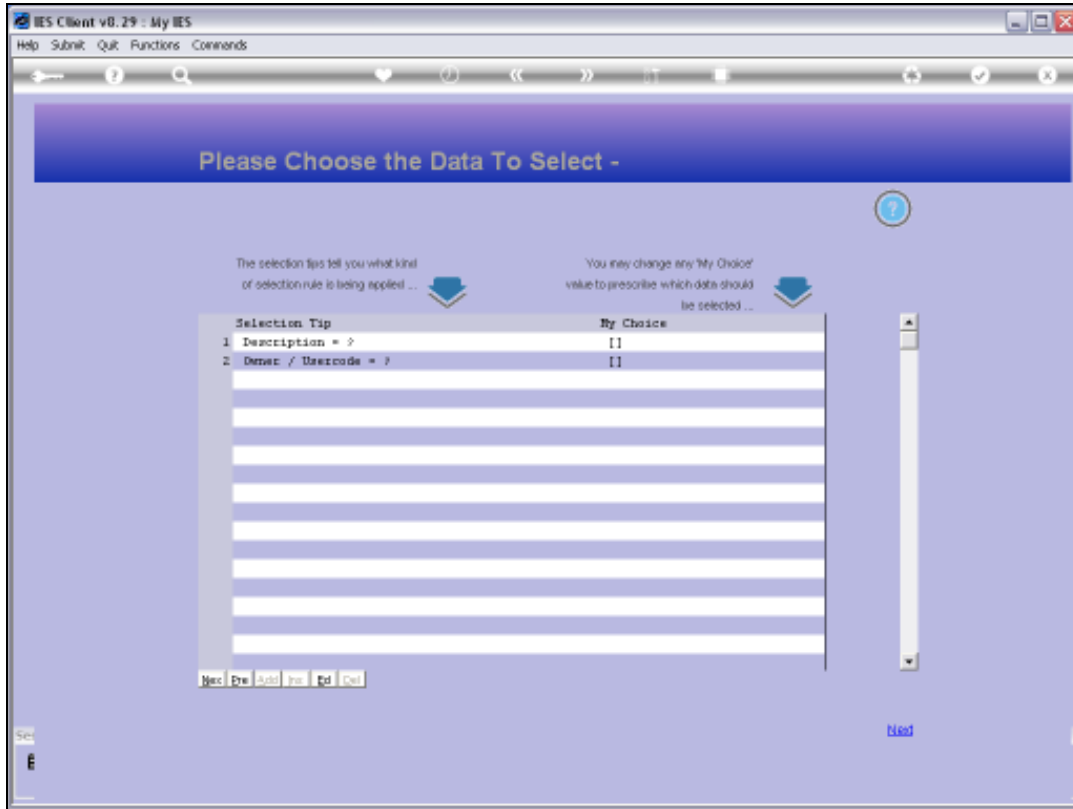 IES Client v8.29 : My IES
Help Submit Quit Functions Commands
Please Choose the Data To Select -
?
The selection tips tell you what kind
of selection rule is being applied ...
You may change any 'My Choice'
value to prescribe which data should
be selected ...
Selection Tip My Choice
1 Description = ? []
2 Owner / Usercode = ? []
Nex Pre Add Ins Ed Del
Next